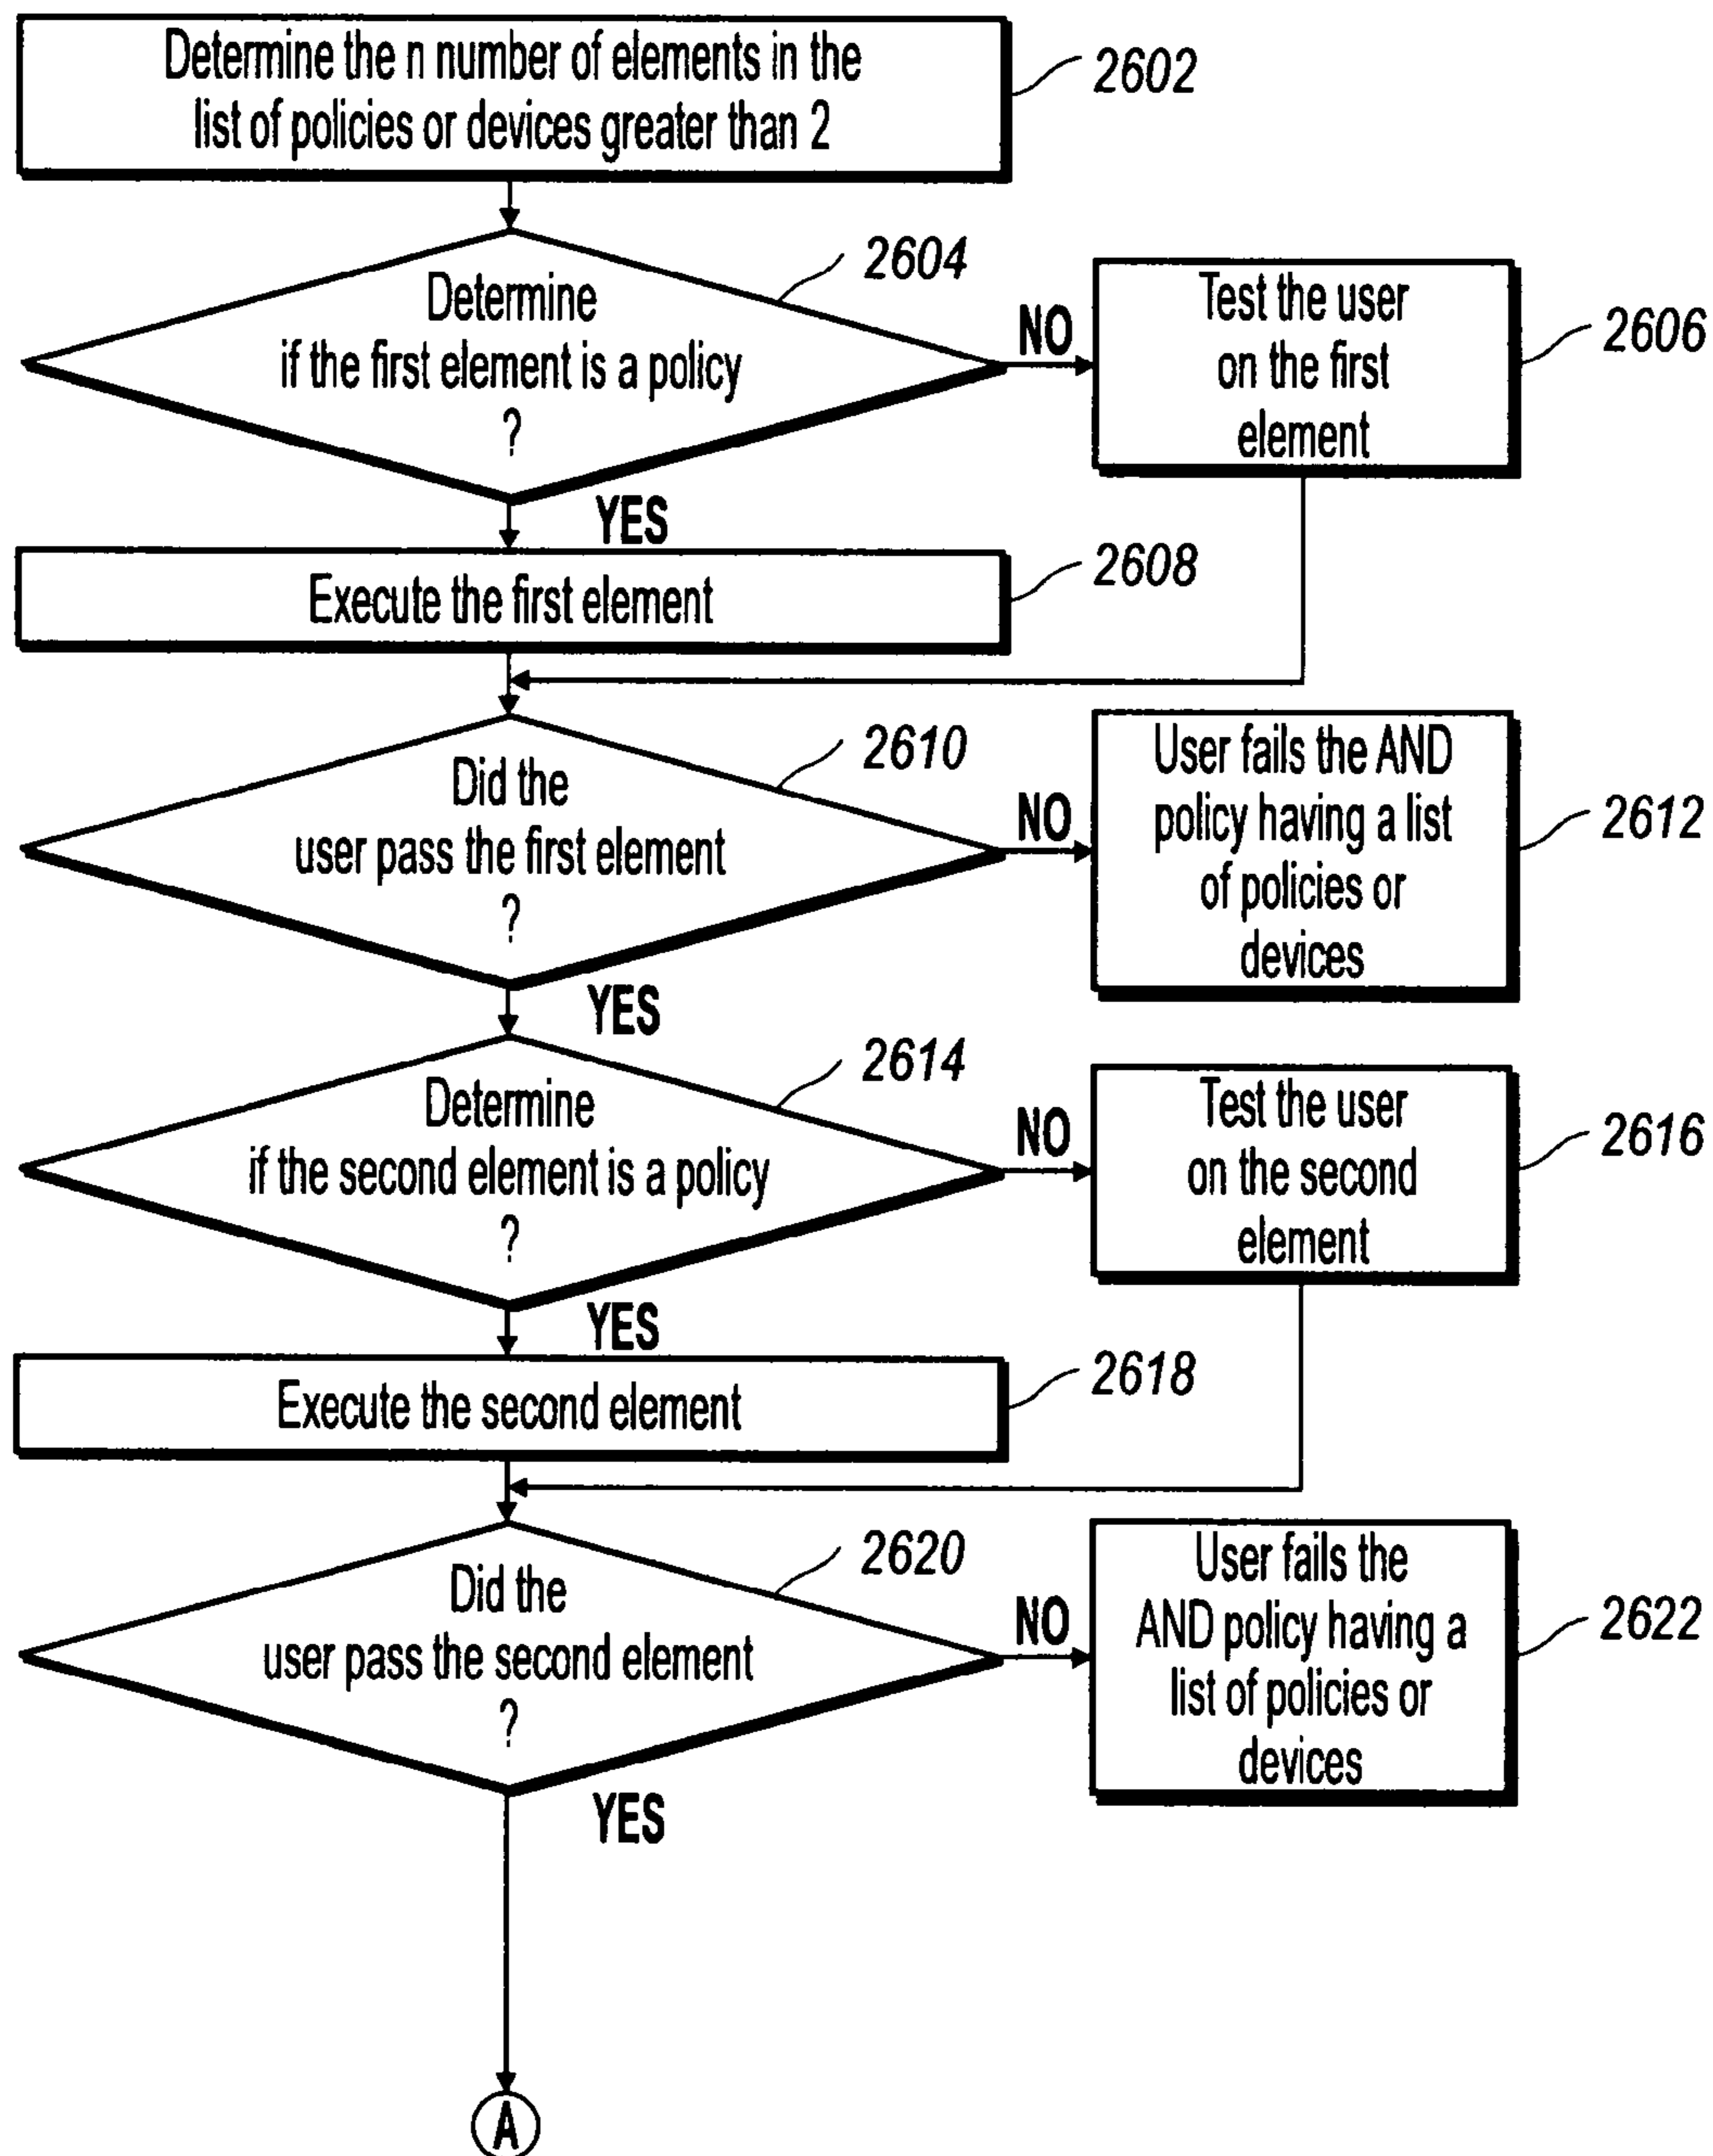 Determine the n number of elements in the
list of policies or devices greater than 2
2602
Determine
if the first element is a policy
?
2604
NO
Test the user
on the first
element
2606
YES
Execute the first element
2608
Did the
user pass the first element
?
2610
NO
User fails the AND
policy having a list
of policies or
devices
2612
YES
Determine
if the second element is a policy
?
2614
NO
Test the user
on the second
element
2616
YES
Execute the second element
2618
Did the
user pass the second element
?
2620
NO
User fails the
AND policy having a
list of policies or
devices
2622
YES
A